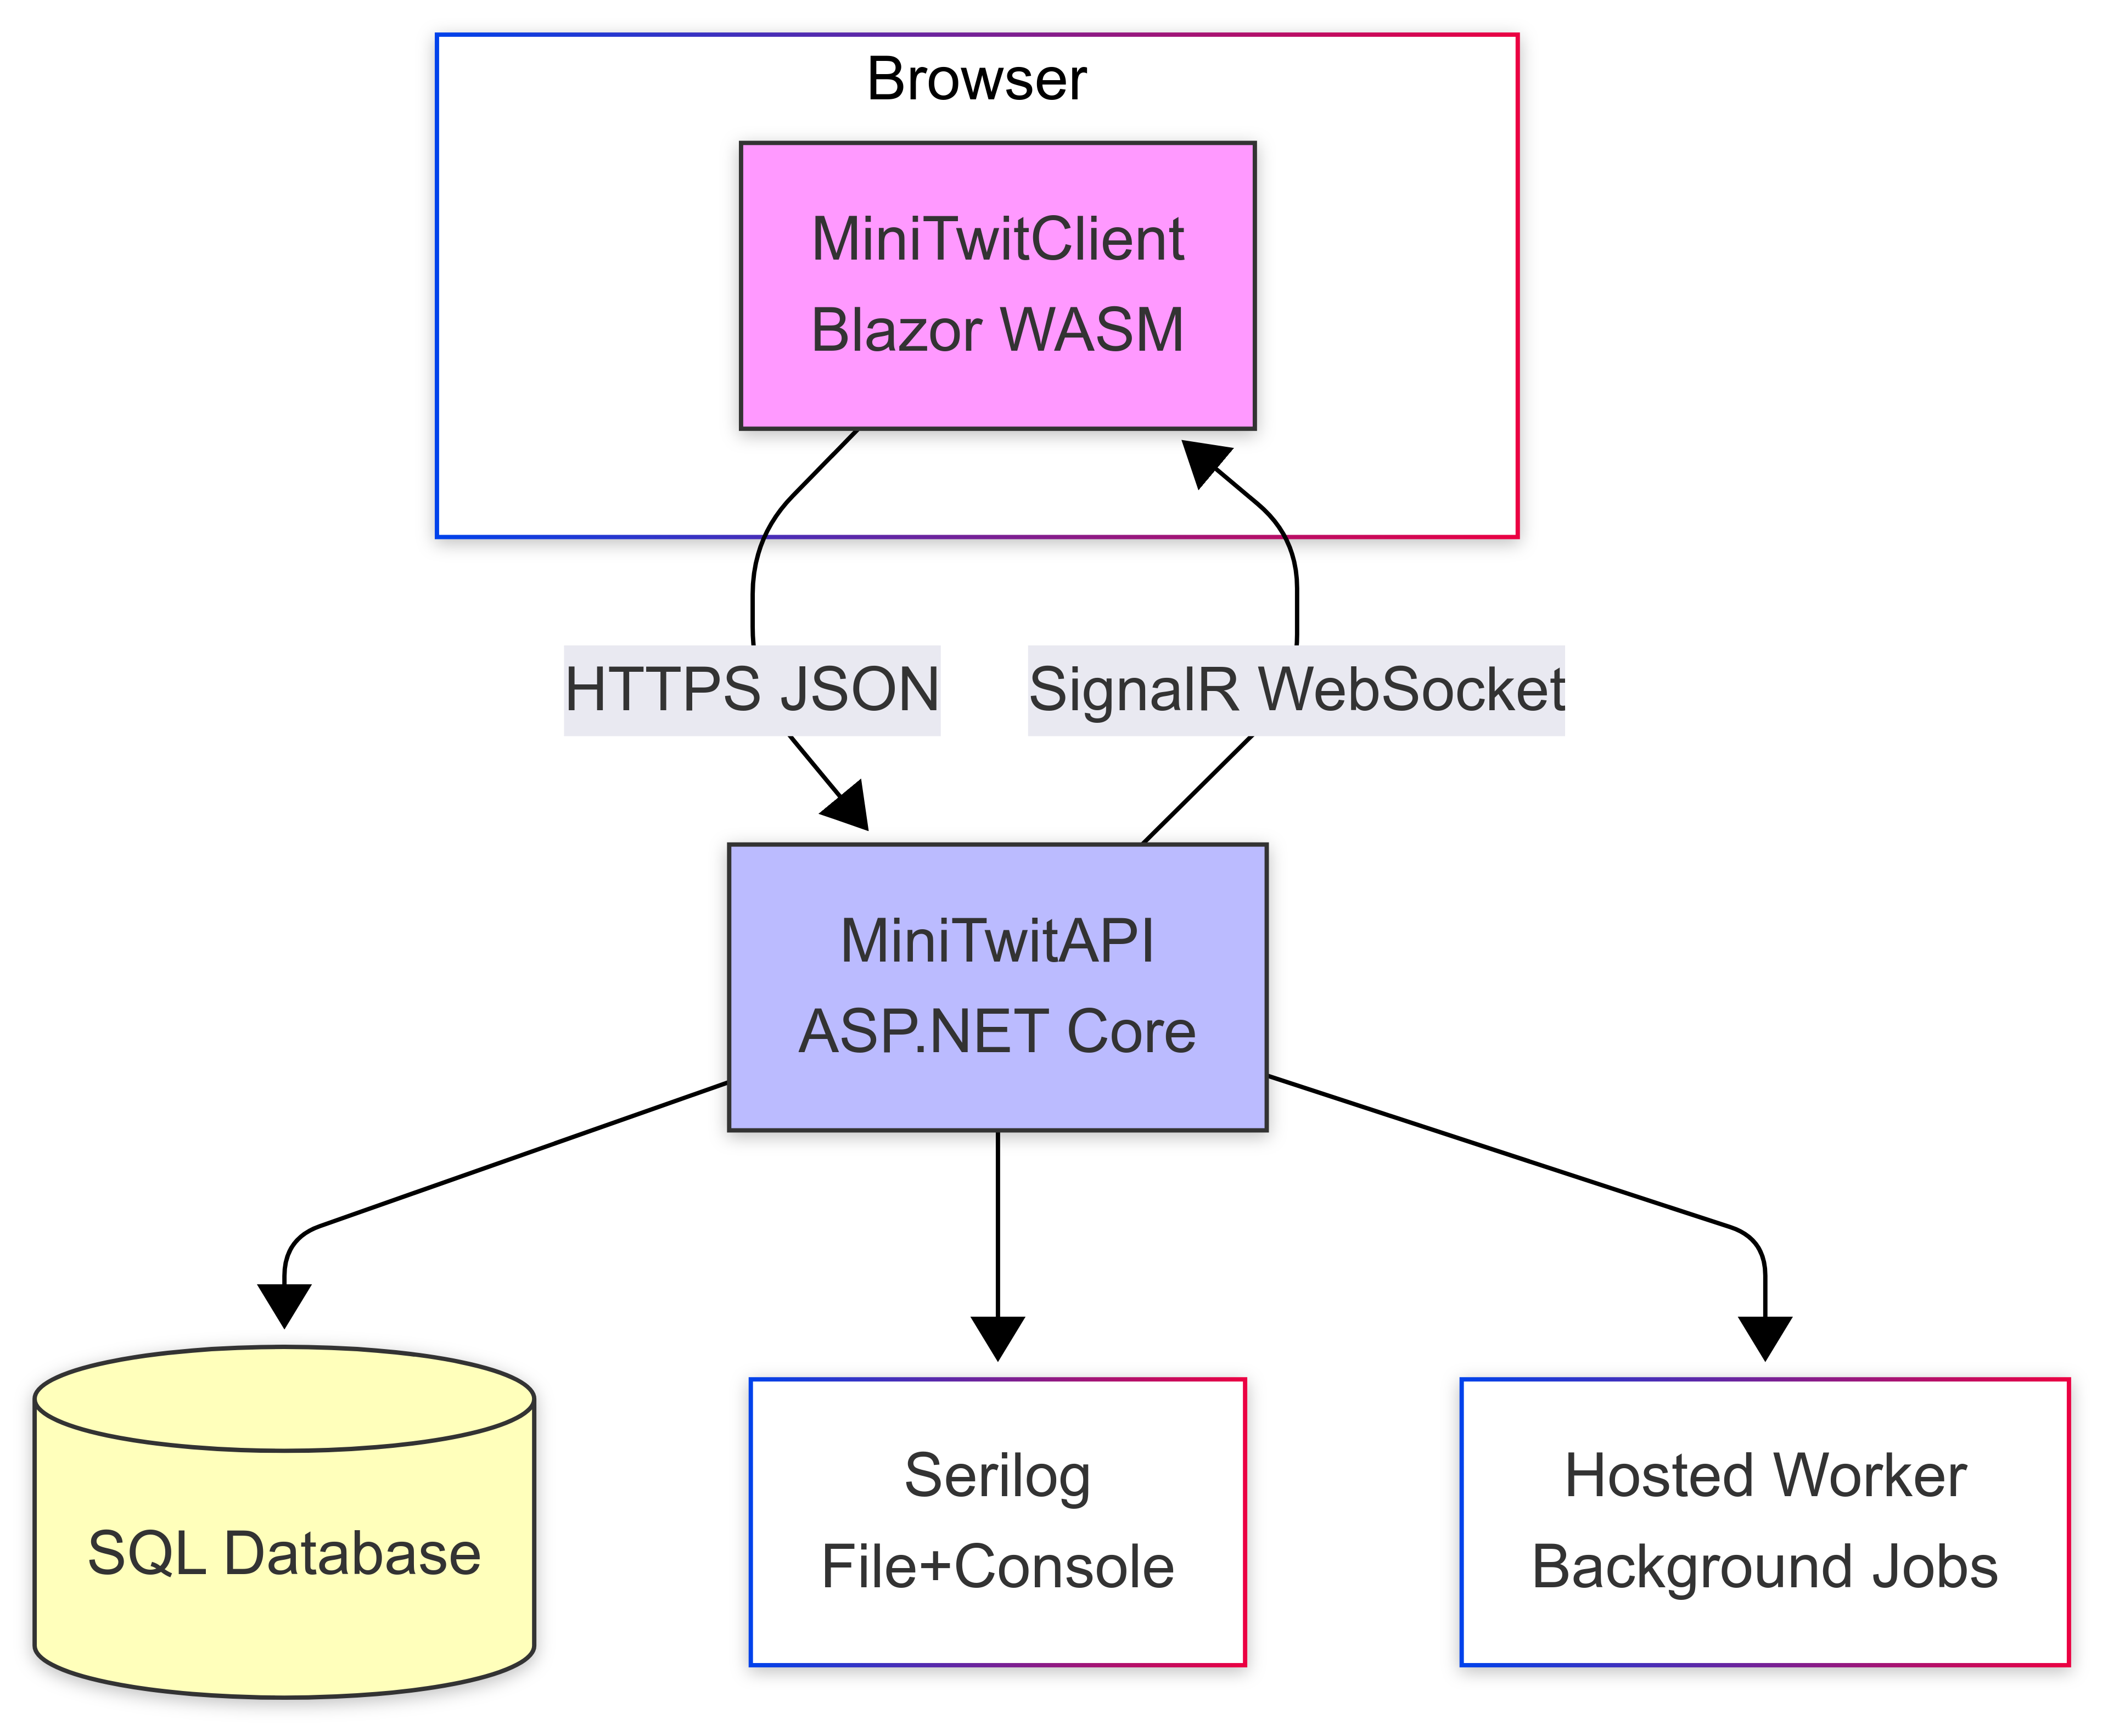 Browser
MiniTwitClient
Blazor WASM
HTTPS JSON
SignalR WebSocket
MiniTwitAPI
ASP.NET Core
SQL Database
Serilog
File+Console
Hosted Worker
Background Jobs